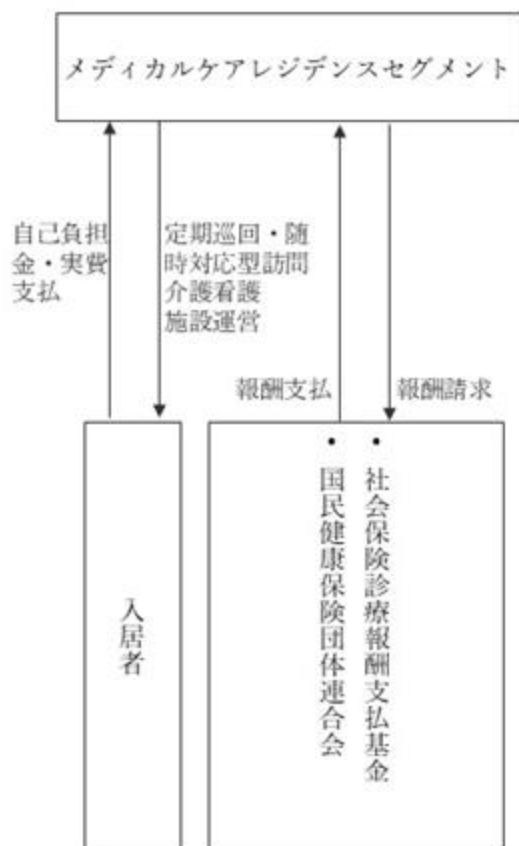 メディカルケアレジデンスセグメント
自己負担
金・実費
支払
定期巡回・随
時対応型訪問
介護看護
施設運営
報酬支払
報酬請求
入居者
・社会保険診療報酬支払基金
・国民健康保険団体連合会